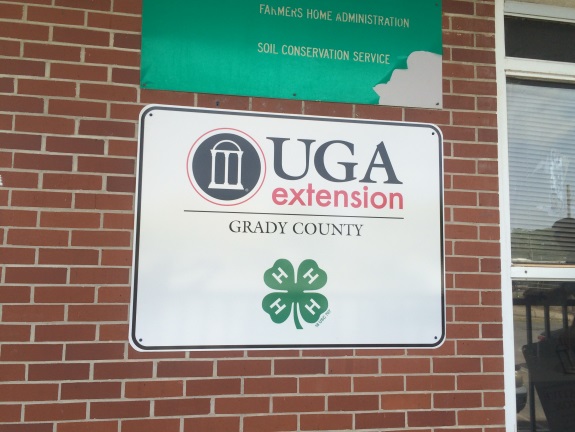 FARMERS HOME ADMINISTRATION
SOIL CONSERVATION SERVICE
UGA
extension
GRADY COUNTY
H H
H H